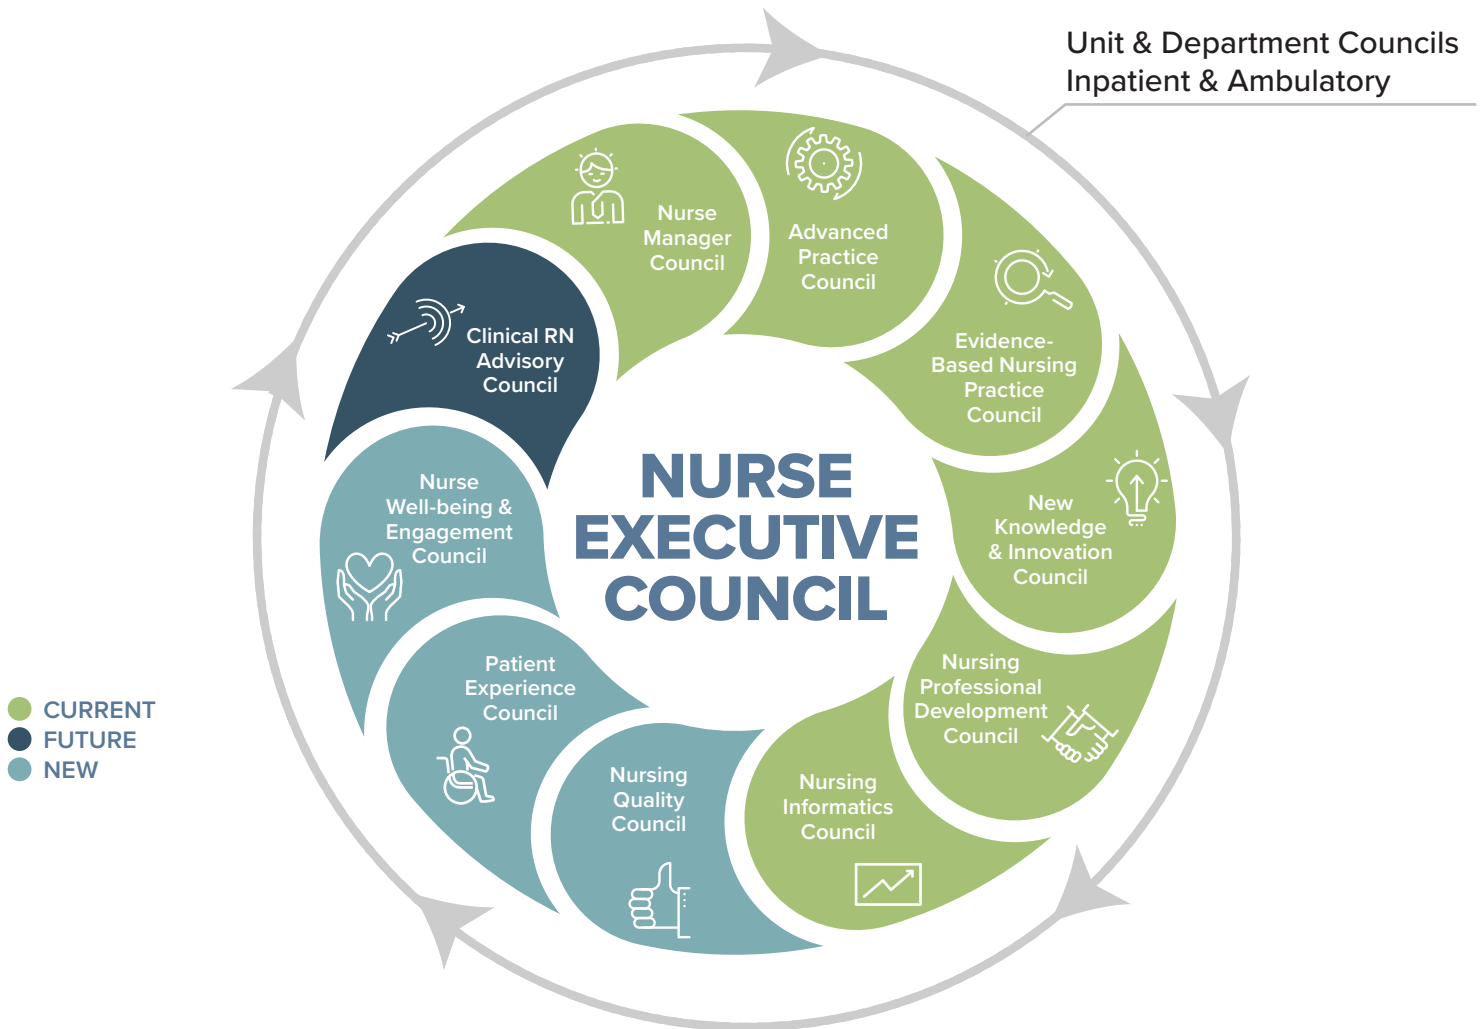 Unit & Department Councils
Inpatient & Ambulatory
Nurse
Manager
Council
Advanced
Practice
Council
Evidence-
Based Nursing
Practice
Council
New
Knowledge
& Innovation
Council
Nursing
Professional
Development
Council
Nursing
Informatics
Council
Nursing
Quality
Council
Patient
Experience
Council
Nurse
Well-being &
Engagement
Council
Clinical RN
Advisory
Council
NURSE
EXECUTIVE
COUNCIL
CURRENT
FUTURE
NEW